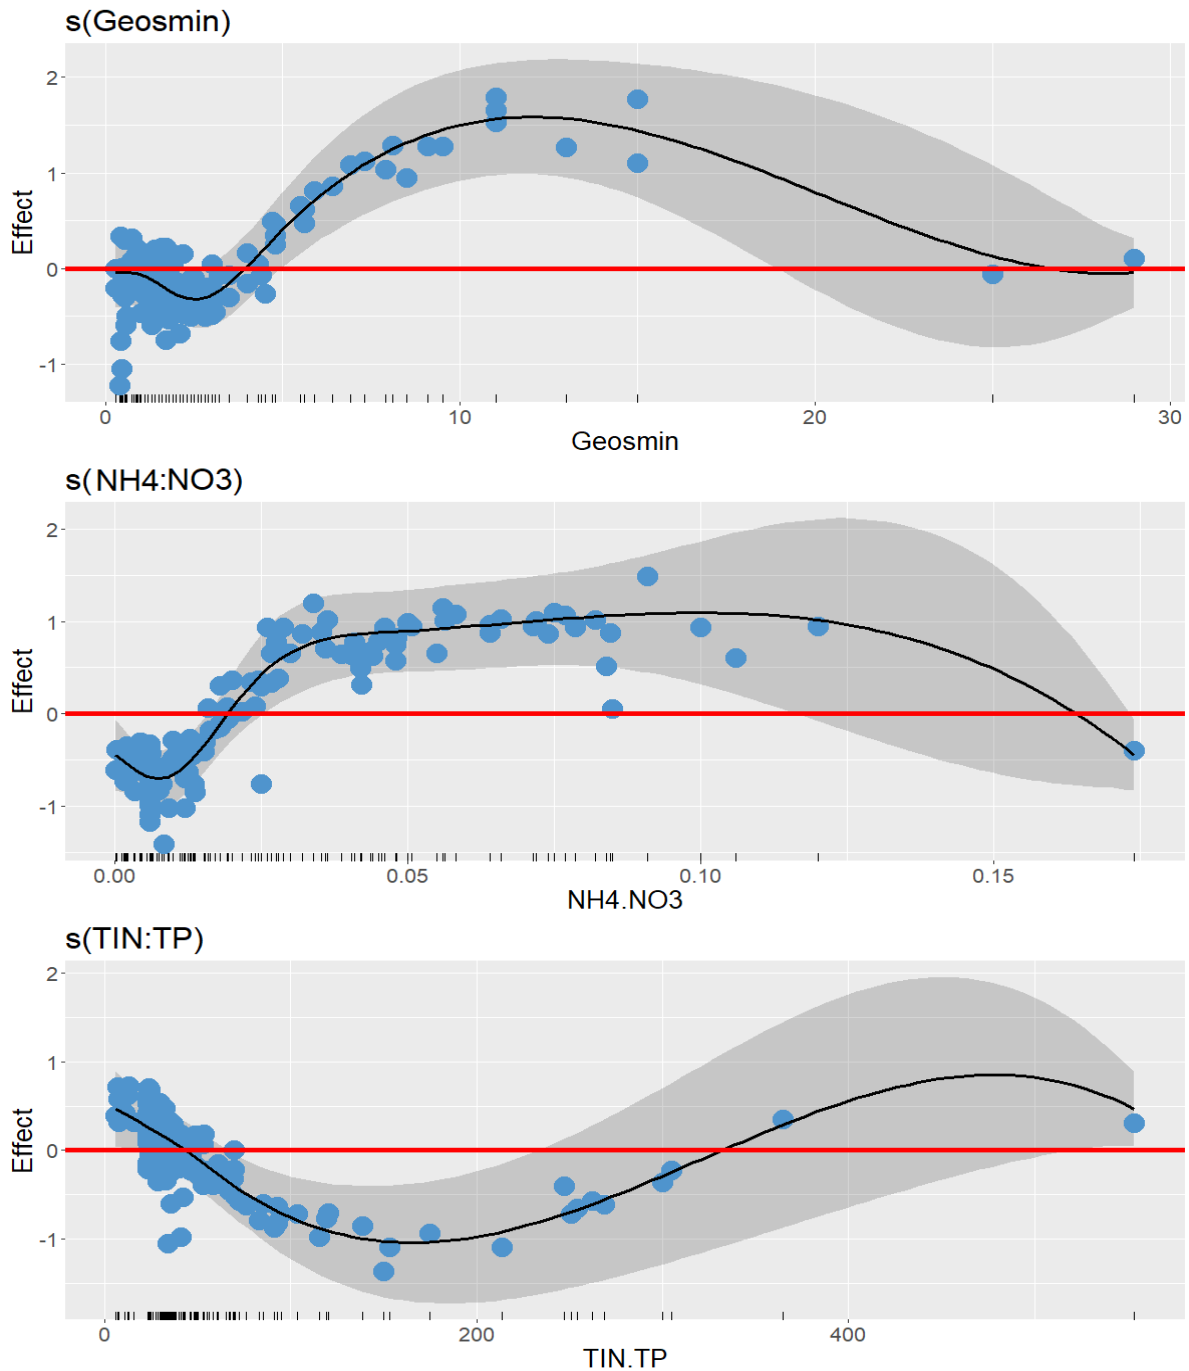 s(Geosmin)
2
1
0
-1
Effect
0 10 20 30
Geosmin
s(NH4:NO3)
2
1
0
-1
Effect
0.00 0.05 0.10 0.15
NH4.NO3
s(TIN:TP)
2
1
0
-1
Effect
0 200 400
TIN.TP